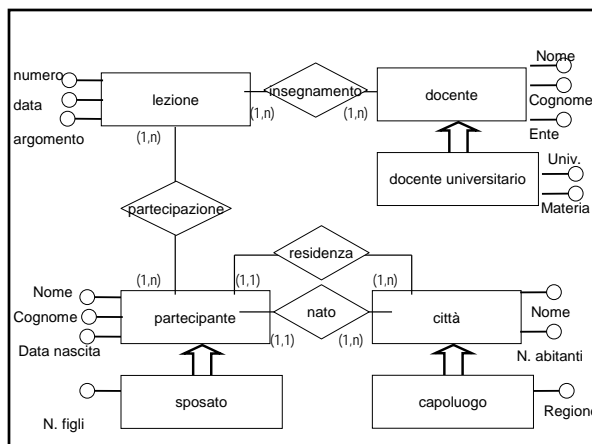 Nome
numero
lezione
insegnamento
docente
data
(1,n)
(1,n)
Cognome
argomento
Ente
(1,n)
Univ.
docente universitario
Materia
partecipazione
residenza
(1,n)
(1,1)
(1,n)
Nome
Nome
Cognome
partecipante
nato
città
Data nascita
(1,1)
(1,n)
N. abitanti
sposato
capoluogo
N. figli
Regione